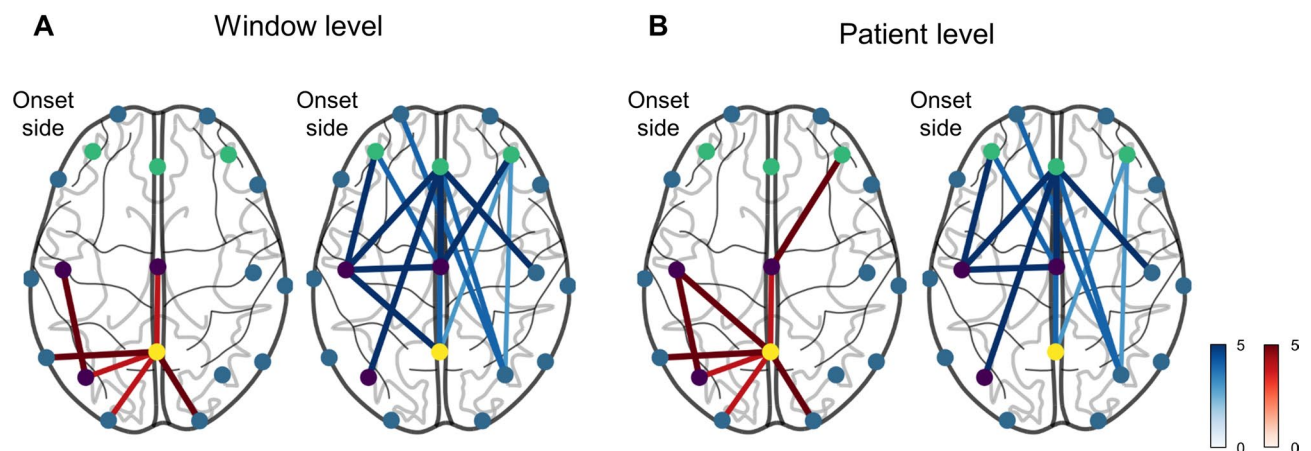 A
Window level
B
Patient level
Onset
side
Onset
side
Onset
side
Onset
side
5
5
0
0